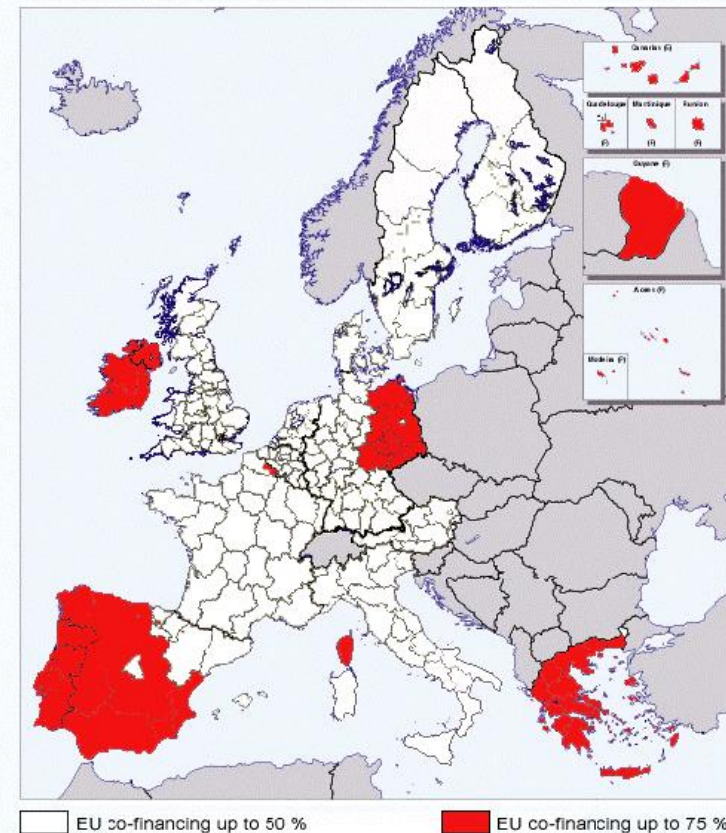 Canarias (E)
Guadeloupe Martinique Reunion
(F) (F) (F)
Guyane (F)
Acores (P)
Madeira (P)
EU co-financing up to 50 % EU co-financing up to 75 %